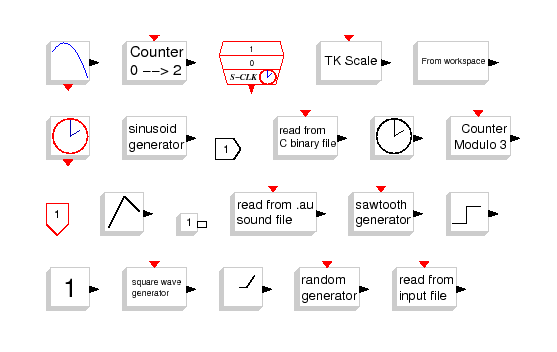 Counter
0 --> 2
1
0
S-CLK
TK Scale
From workspace
sinusoid
generator
1
read from
C binary file
Counter
Modulo 3
1
1
read from .au
sound file
sawtooth
generator
1
square wave
generator
random
generator
read from
input file